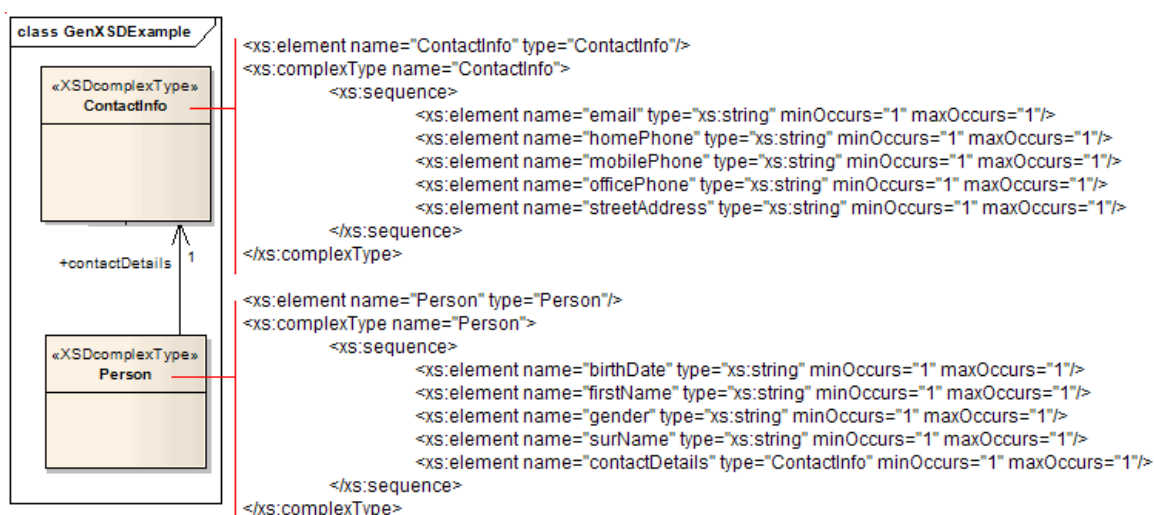 class GenXSDExample
«XSDcomplexType»
ContactInfo
+contactDetails
1
«XSDcomplexType»
Person
<xs:element name="ContactInfo" type="ContactInfo"/>
<xs:complexType name="ContactInfo">
<xs:sequence>
<xs:element name="email" type="xs:string" minOccurs="1" maxOccurs="1"/>
<xs:element name="homePhone" type="xs:string" minOccurs="1" maxOccurs="1"/>
<xs:element name="mobilePhone" type="xs:string" minOccurs="1" maxOccurs="1"/>
<xs:element name="officePhone" type="xs:string" minOccurs="1" maxOccurs="1"/>
<xs:element name="streetAddress" type="xs:string" minOccurs="1" maxOccurs="1"/>
</xs:sequence>
</xs:complexType>
<xs:element name="Person" type="Person"/>
<xs:complexType name="Person">
<xs:sequence>
<xs:element name="birthDate" type="xs:string" minOccurs="1" maxOccurs="1"/>
<xs:element name="firstName" type="xs:string" minOccurs="1" maxOccurs="1"/>
<xs:element name="gender" type="xs:string" minOccurs="1" maxOccurs="1"/>
<xs:element name="surName" type="xs:string" minOccurs="1" maxOccurs="1"/>
<xs:element name="contactDetails" type="ContactInfo" minOccurs="1" maxOccurs="1"/>
</xs:sequence>
</xs:complexType>